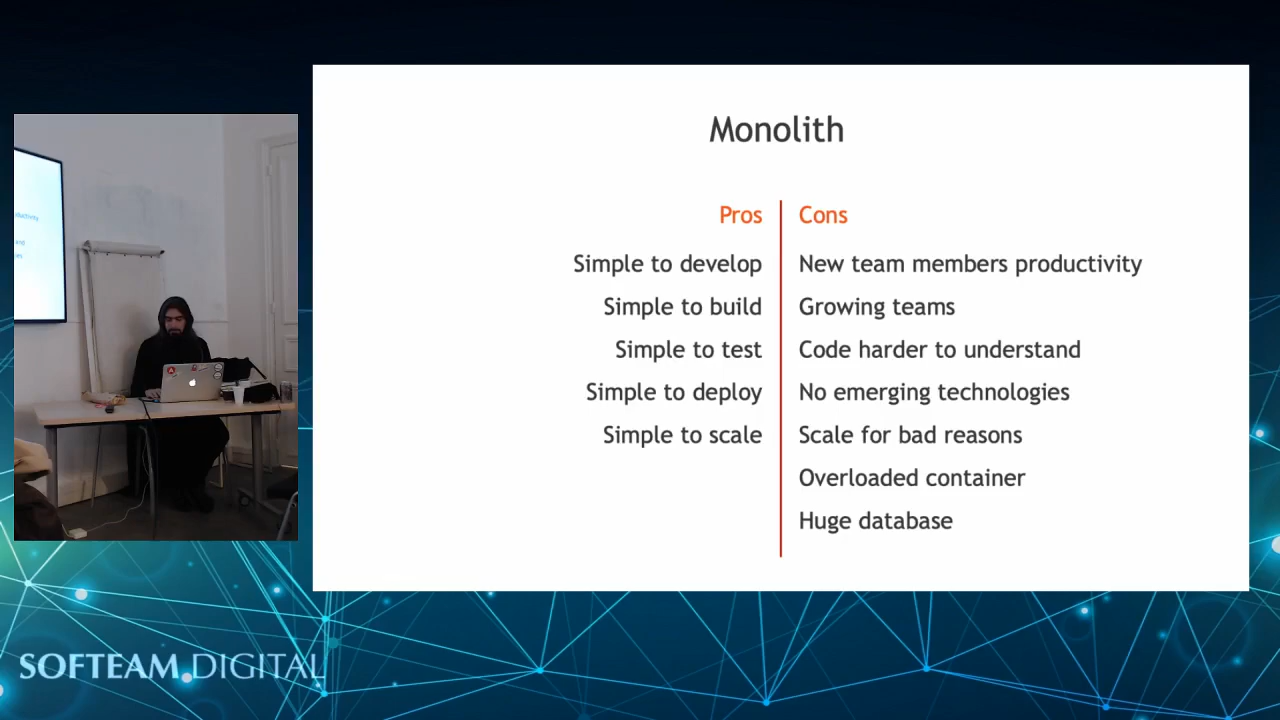 Monolith
Pros
Cons
Simple to develop
New team members productivity
Simple to build
Growing teams
Simple to test
Code harder to understand
Simple to deploy
No emerging technologies
Simple to scale
Scale for bad reasons
Overloaded container
Huge database
SOFTEAM DIGITAL